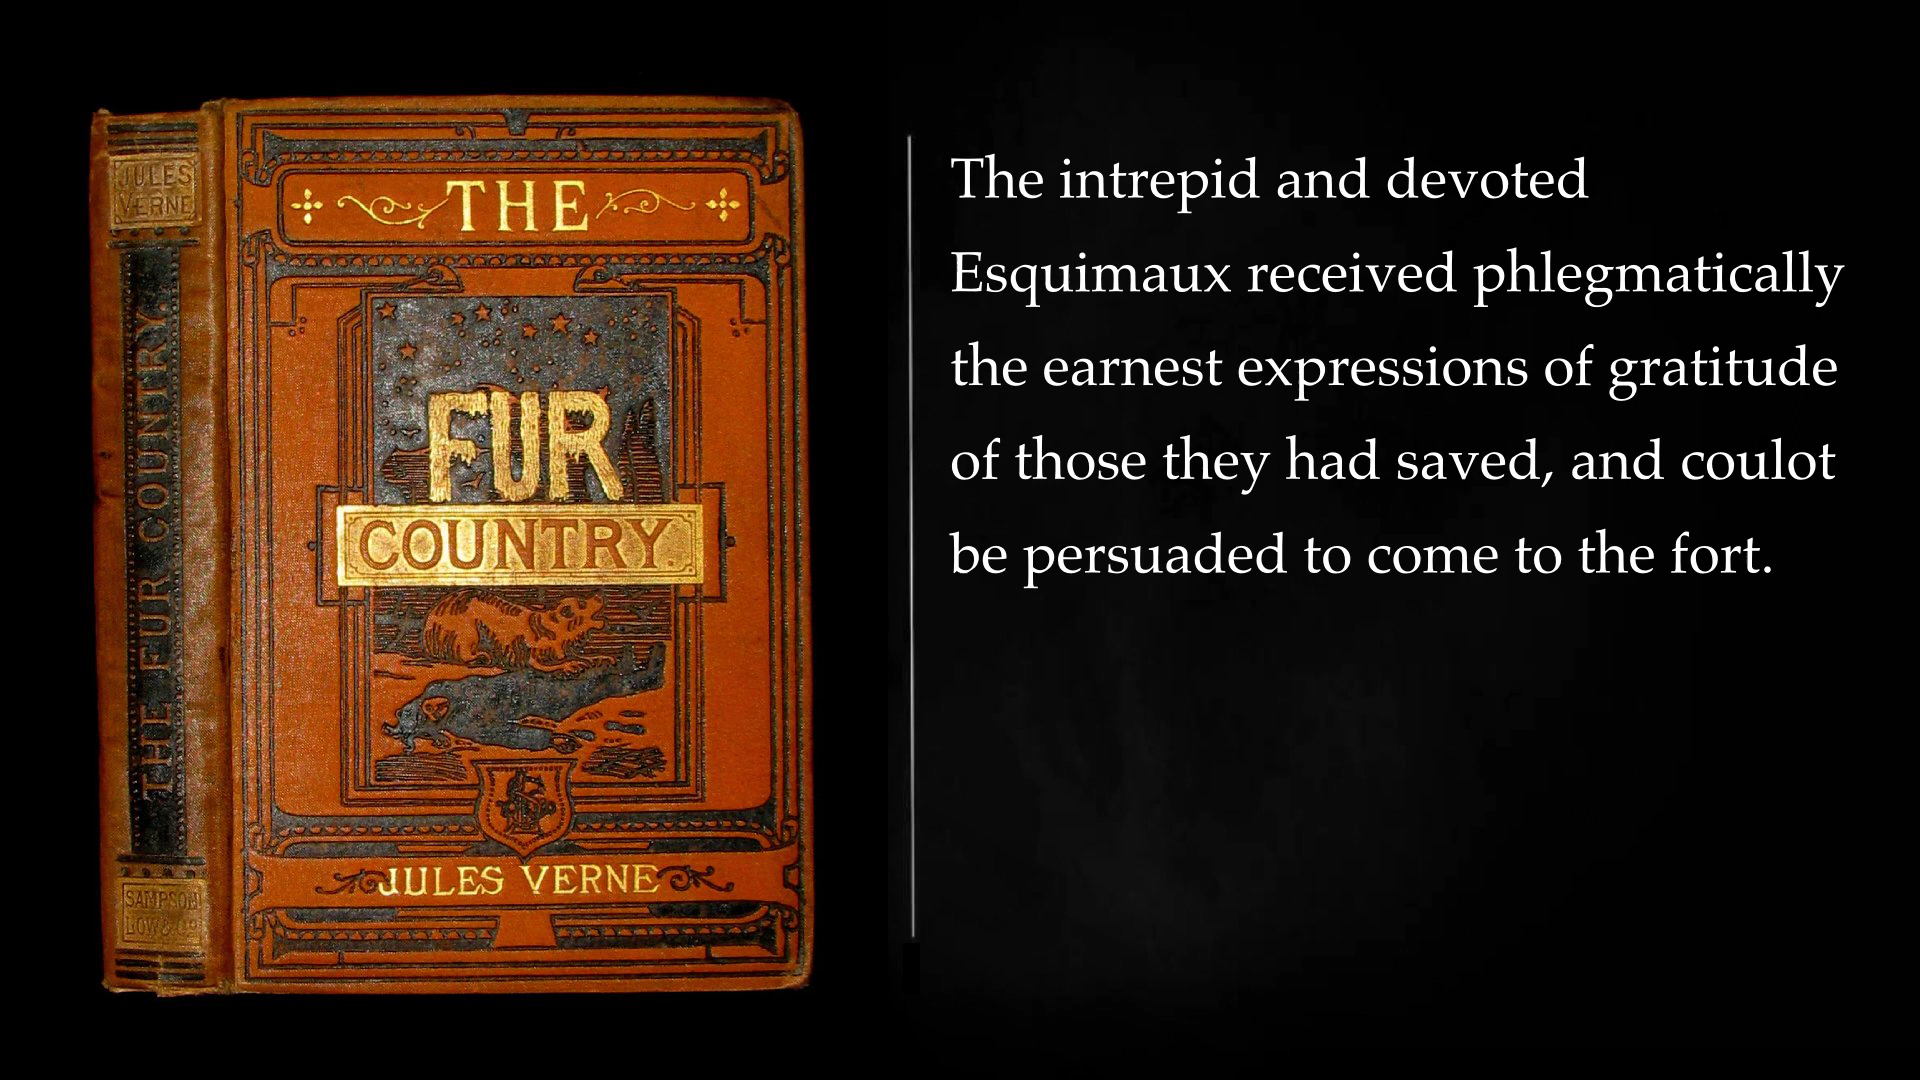 JULES
VERNE
THE FUR COUNTRY.
SAMPSON
LOW & Co
THE
FUR
COUNTRY.
JULES VERNE
The intrepid and devoted
Esquimaux received phlegmatically
the earnest expressions of gratitude
of those they had saved, and coulot
be persuaded to come to the fort.